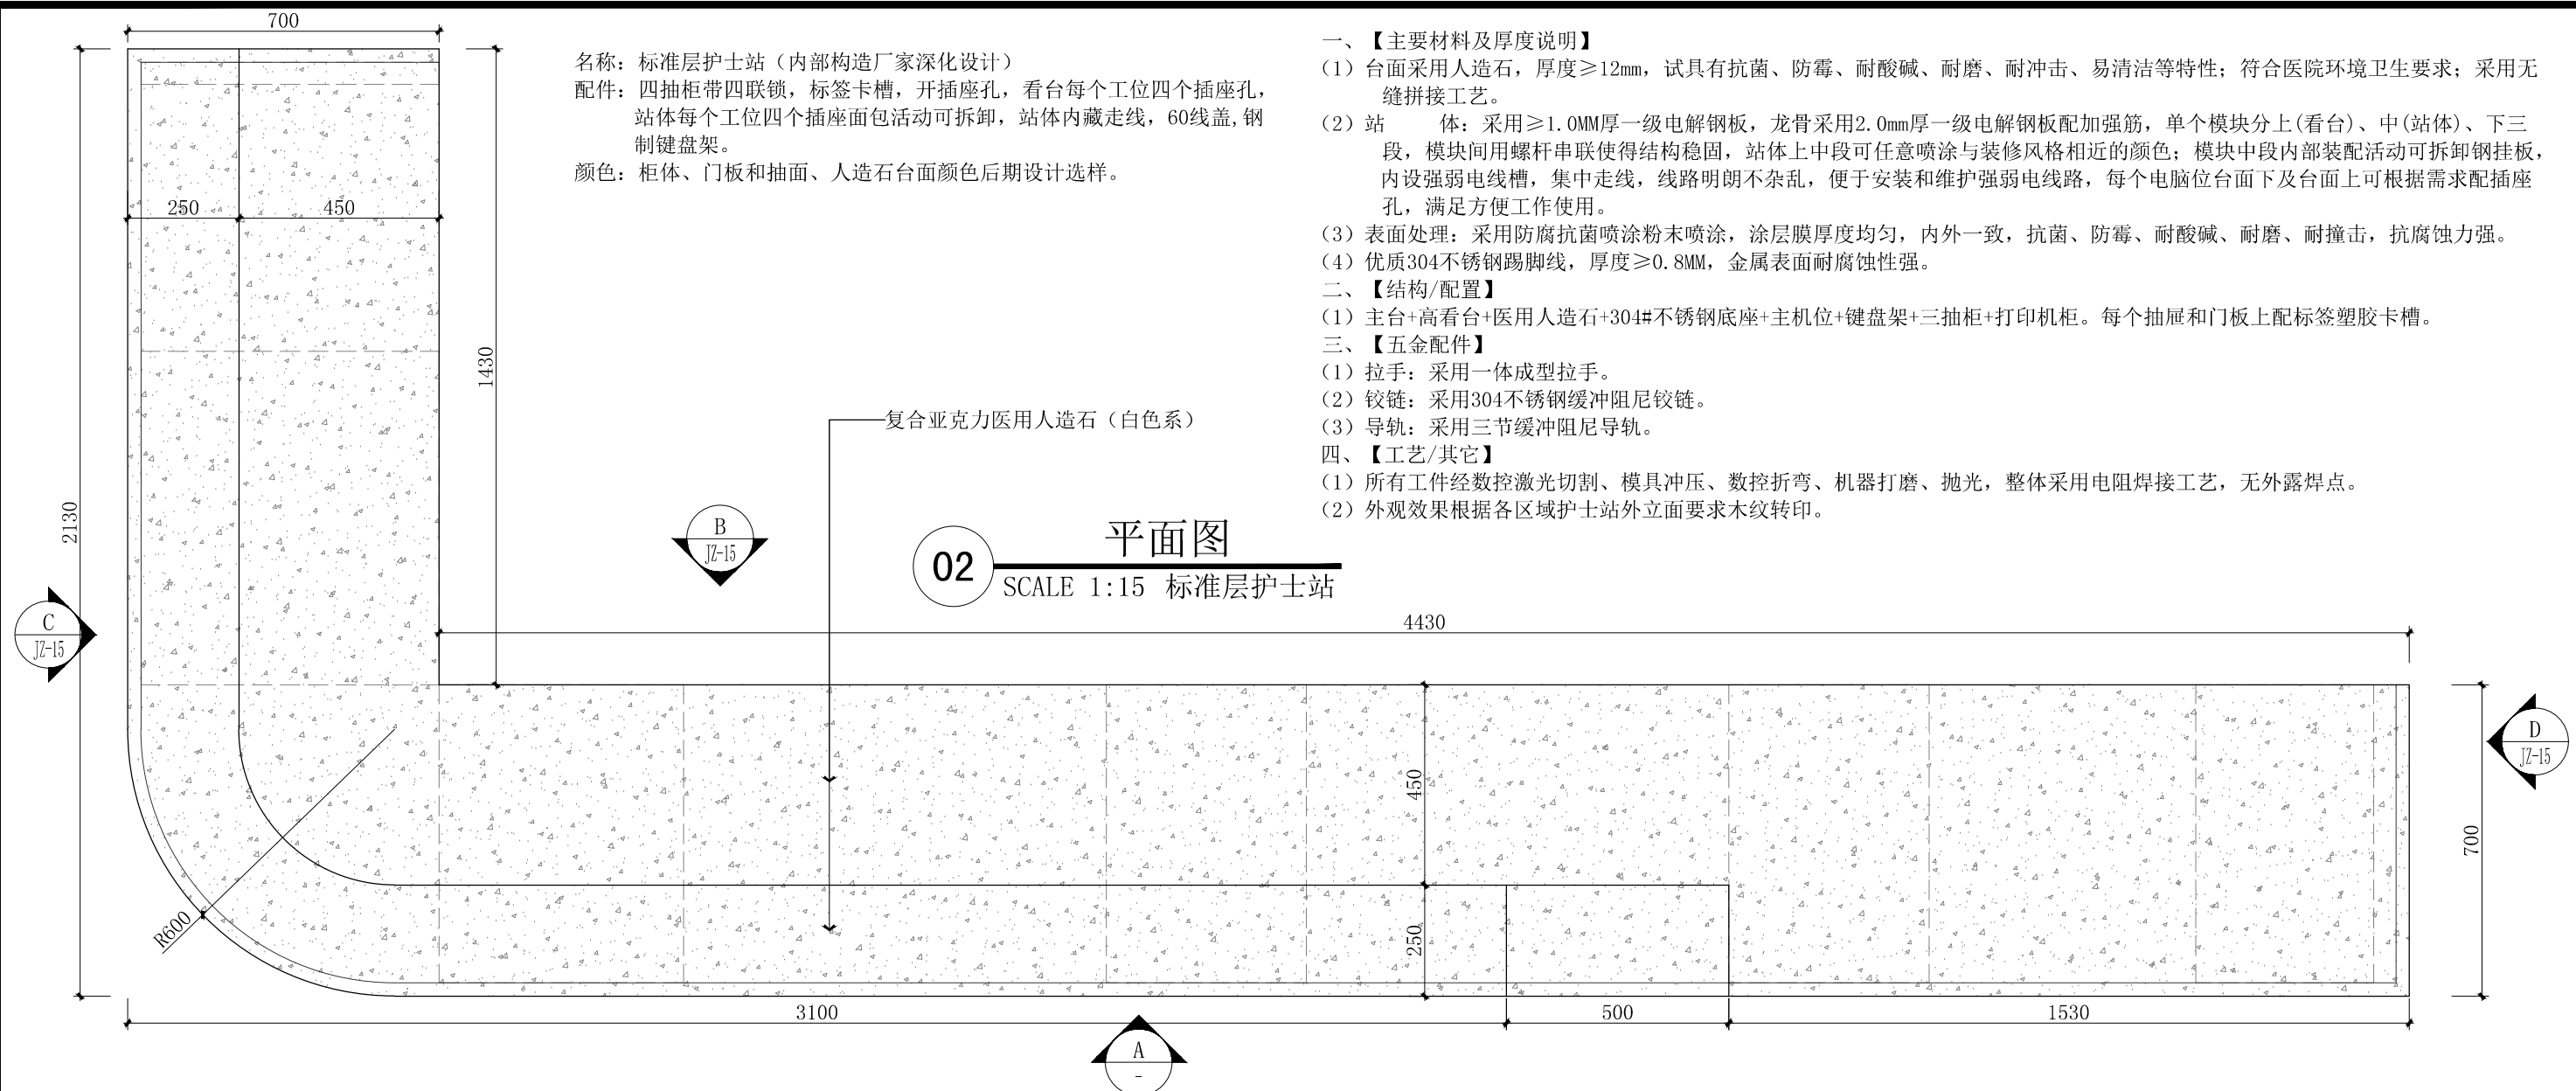 700
名称：标准层护士站（内部构造厂家深化设计）
配件：四抽柜带四联锁，标签卡槽，开插座孔，看台每个工位四个插座孔，
站体每个工位四个插座面包活动可拆卸，站体内藏走线，60线盖,钢
制键盘架。
颜色：柜体、门板和抽面、人造石台面颜色后期设计选样。
一、【主要材料及厚度说明】
（1）台面采用人造石，厚度≥12mm，试具有抗菌、防霉、耐酸碱、耐磨、耐冲击、易清洁等特性；符合医院环境卫生要求；采用无
缝拼接工艺。
（2）站　　体：采用≥1.0MM厚一级电解钢板，龙骨采用2.0mm厚一级电解钢板配加强筋，单个模块分上(看台)、中(站体)、下三
段，模块间用螺杆串联使得结构稳固，站体上中段可任意喷涂与装修风格相近的颜色；模块中段内部装配活动可拆卸钢挂板，
内设强弱电线槽，集中走线，线路明朗不杂乱，便于安装和维护强弱电线路，每个电脑位台面下及台面上可根据需求配插座
孔，满足方便工作使用。
（3）表面处理：采用防腐抗菌喷涂粉末喷涂，涂层膜厚度均匀，内外一致，抗菌、防霉、耐酸碱、耐磨、耐撞击，抗腐蚀力强。
（4）优质304不锈钢踢脚线，厚度≥0.8MM，金属表面耐腐蚀性强。
二、【结构/配置】
（1）主台+高看台+医用人造石+304#不锈钢底座+主机位+键盘架+三抽柜+打印机柜。每个抽屉和门板上配标签塑胶卡槽。
三、【五金配件】
（1）拉手：采用一体成型拉手。
（2）铰链：采用304不锈钢缓冲阻尼铰链。
（3）导轨：采用三节缓冲阻尼导轨。
四、【工艺/其它】
（1）所有工件经数控激光切割、模具冲压、数控折弯、机器打磨、抛光，整体采用电阻焊接工艺，无外露焊点。
（2）外观效果根据各区域护士站外立面要求木纹转印。
250
450
1430
2130
复合亚克力医用人造石（白色系）
B
JZ-15
02
平面图
SCALE 1:15 标准层护士站
C
JZ-15
4430
D
JZ-15
450
700
R600
250
3100
500
1530
A
-